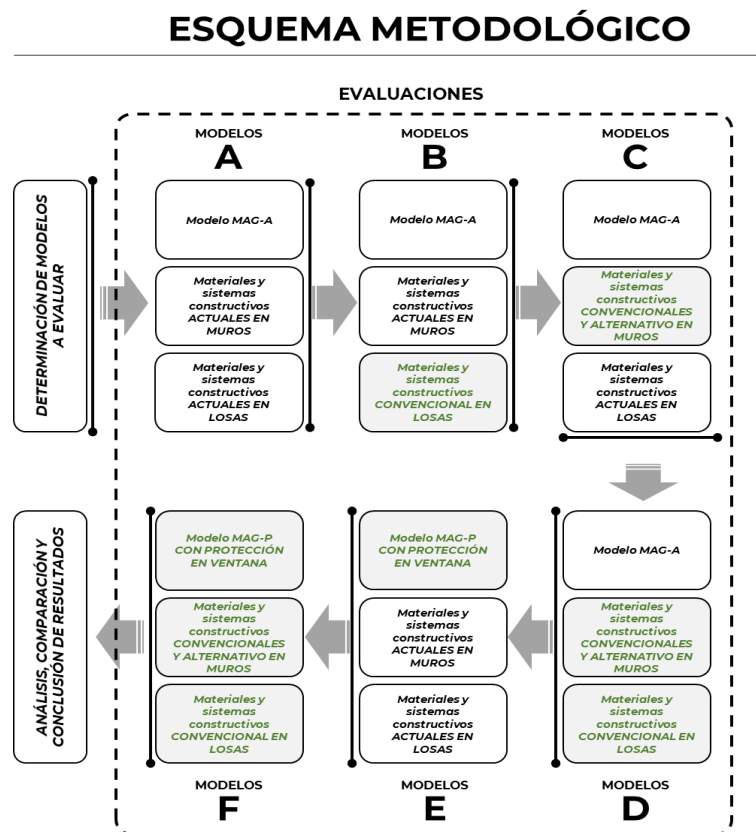 ESQUEMA METODOLÓGICO
EVALUACIONES
MODELOS
A
MODELOS
B
MODELOS
C
DETERMINACIÓN DE MODELOS
A EVALUAR
Modelo MAG-A
Materiales y
sistemas
constructivos
ACTUALES EN
MUROS
Materiales y
sistemas
constructivos
ACTUALES EN
LOSAS
Modelo MAG-A
Materiales y
sistemas
constructivos
ACTUALES EN
MUROS
Materiales y
sistemas
constructivos
CONVENCIONAL EN
LOSAS
Modelo MAG-A
Materiales y
sistemas
constructivos
CONVENCIONALES
Y ALTERNATIVO EN
MUROS
Materiales y
sistemas
constructivos
ACTUALES EN
LOSAS
Modelo MAG-A
Materiales y
sistemas
constructivos
CONVENCIONALES
Y ALTERNATIVO EN
MUROS
Materiales y
sistemas
constructivos
CONVENCIONAL EN
LOSAS
MODELOS
D
Modelo MAG-P
CON PROTECCIÓN
EN VENTANA
Materiales y
sistemas
constructivos
ACTUALES EN
MUROS
Materiales y
sistemas
constructivos
ACTUALES EN
LOSAS
MODELOS
E
Modelo MAG-P
CON PROTECCIÓN
EN VENTANA
Materiales y
sistemas
constructivos
CONVENCIONALES
Y ALTERNATIVO EN
MUROS
Materiales y
sistemas
constructivos
CONVENCIONAL EN
LOSAS
MODELOS
F
ANÁLISIS, COMPARACIÓN Y
CONCLUSIÓN DE RESULTADOS